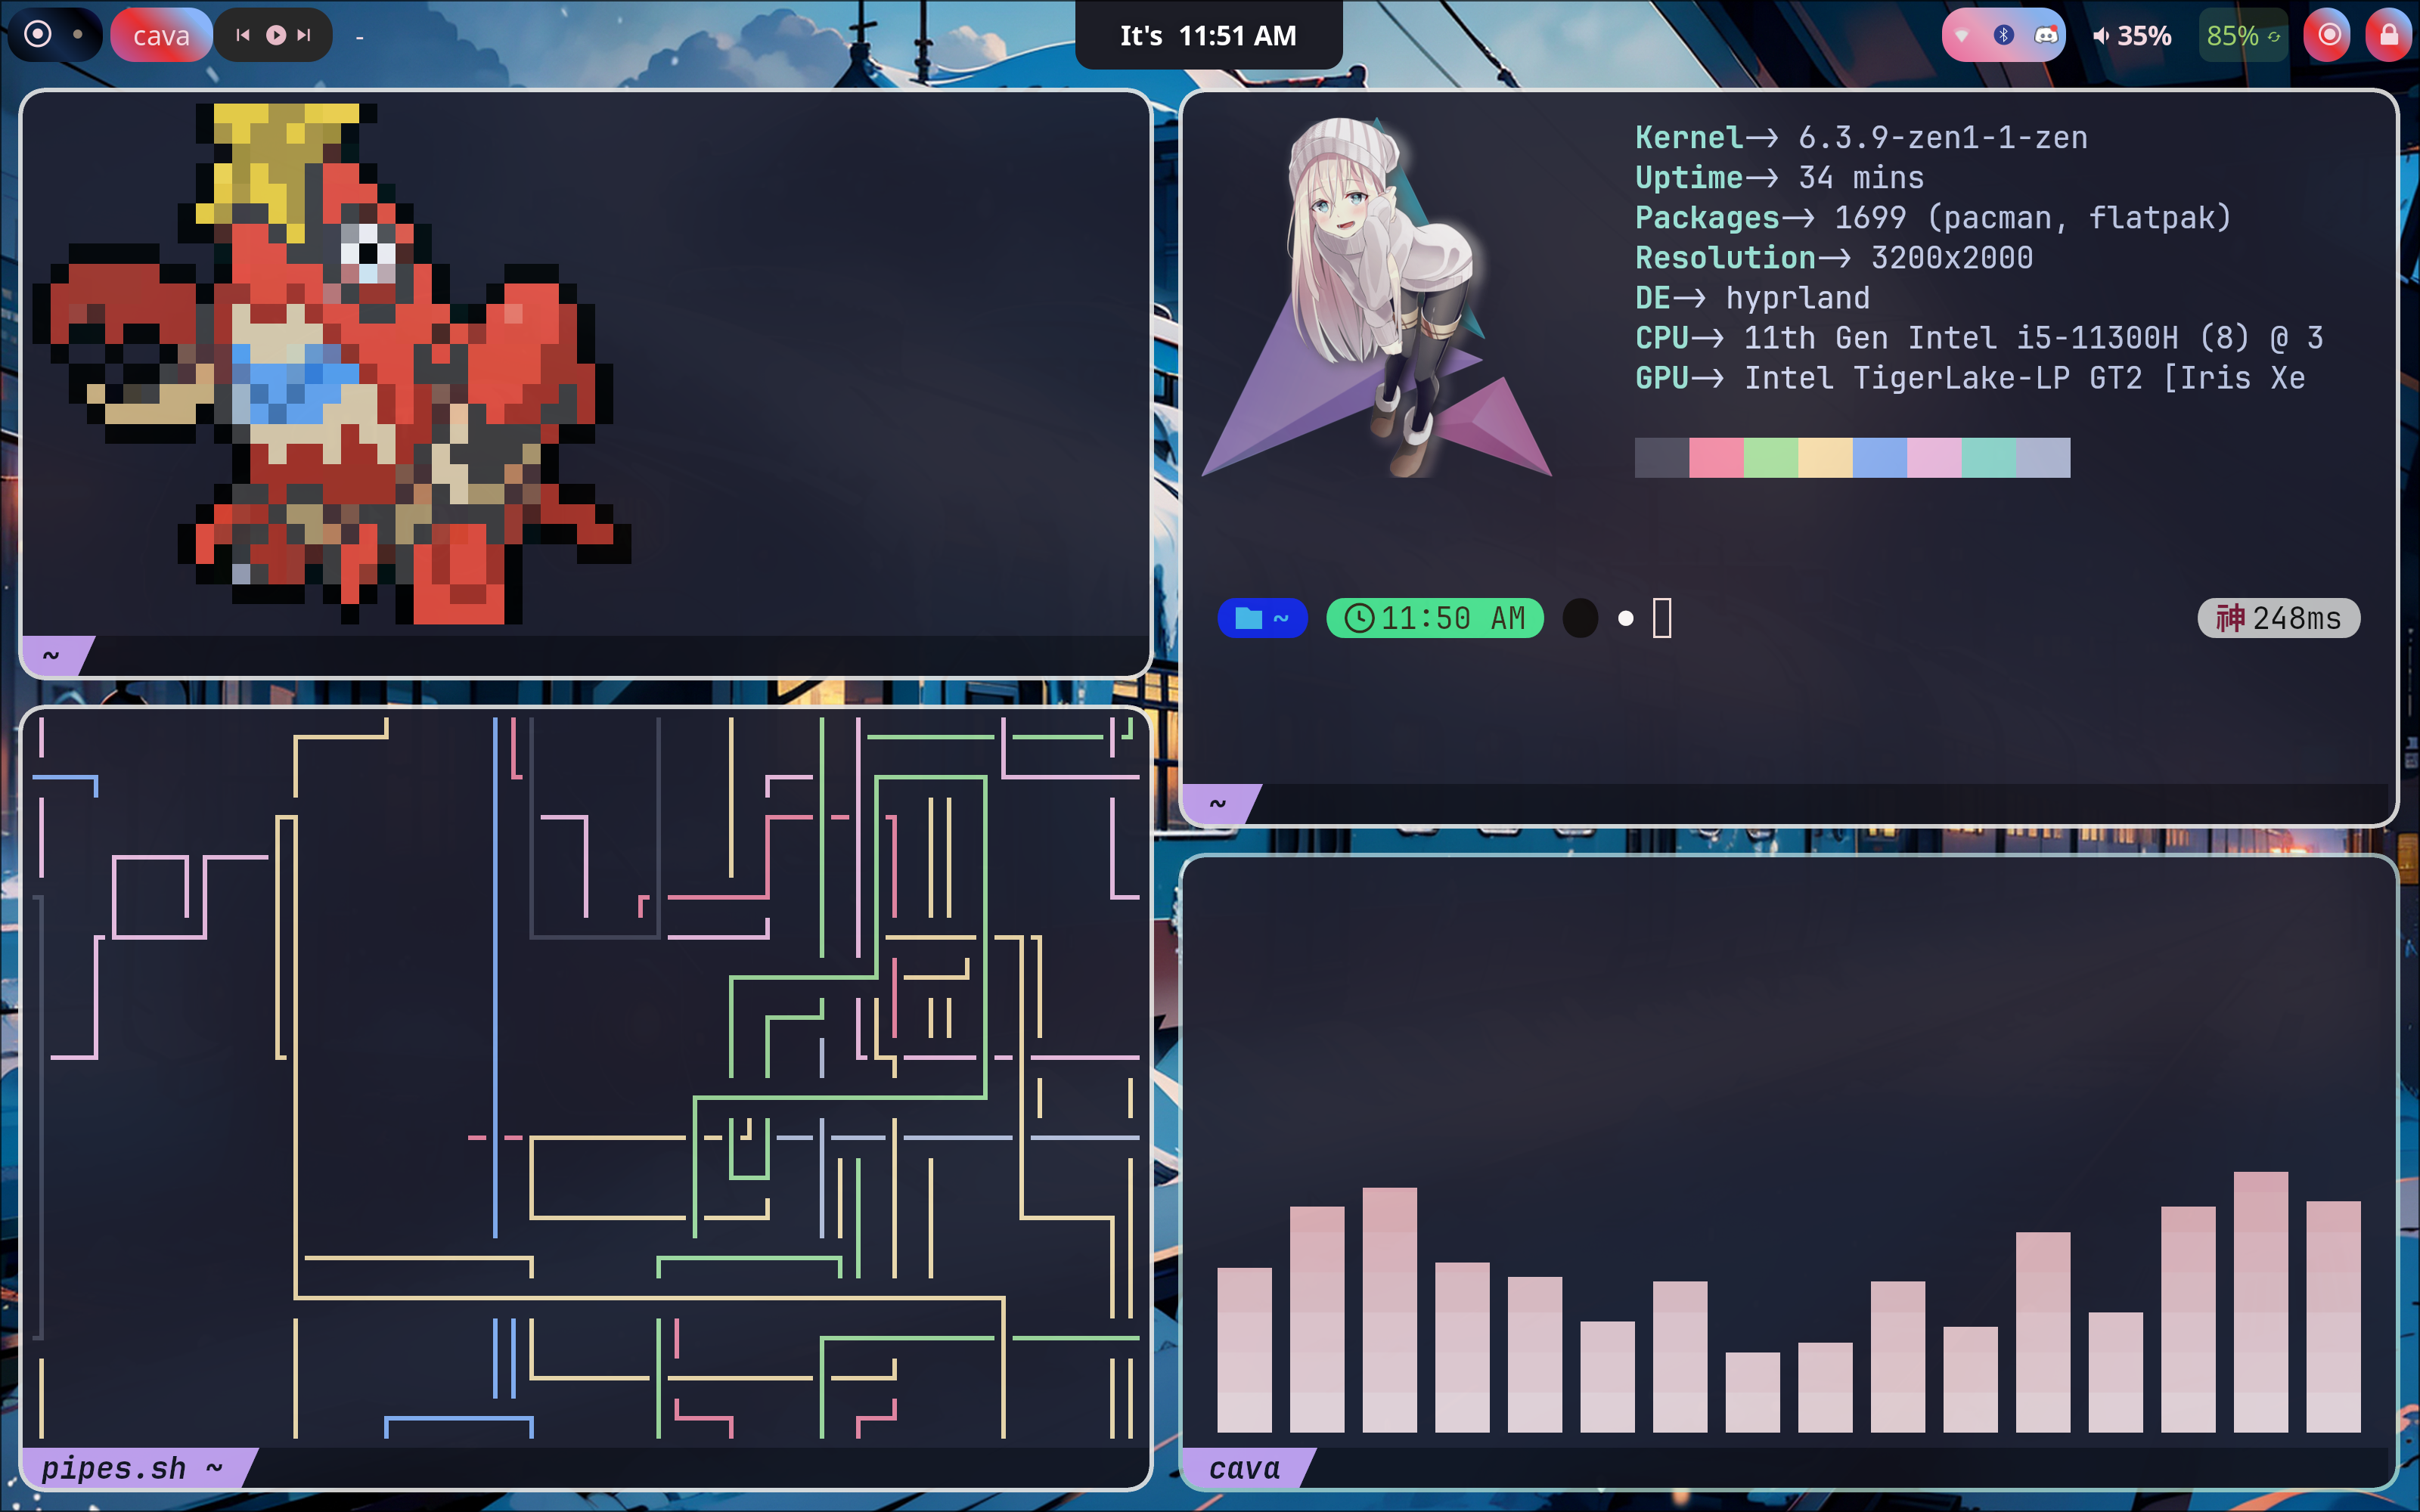 cava
-
It's 11:51 AM
35%
85%
~
Kernel─> 6.3.9-zen1-1-zen
Uptime─> 34 mins
Packages─> 1699 (pacman, flatpak)
Resolution─> 3200x2000
DE─> hyprland
CPU─> 11th Gen Intel i5-11300H (8) @ 3
GPU─> Intel TigerLake-LP GT2 [Iris Xe
~ 11:50 AM
神 248ms
~
pipes.sh ~
cava